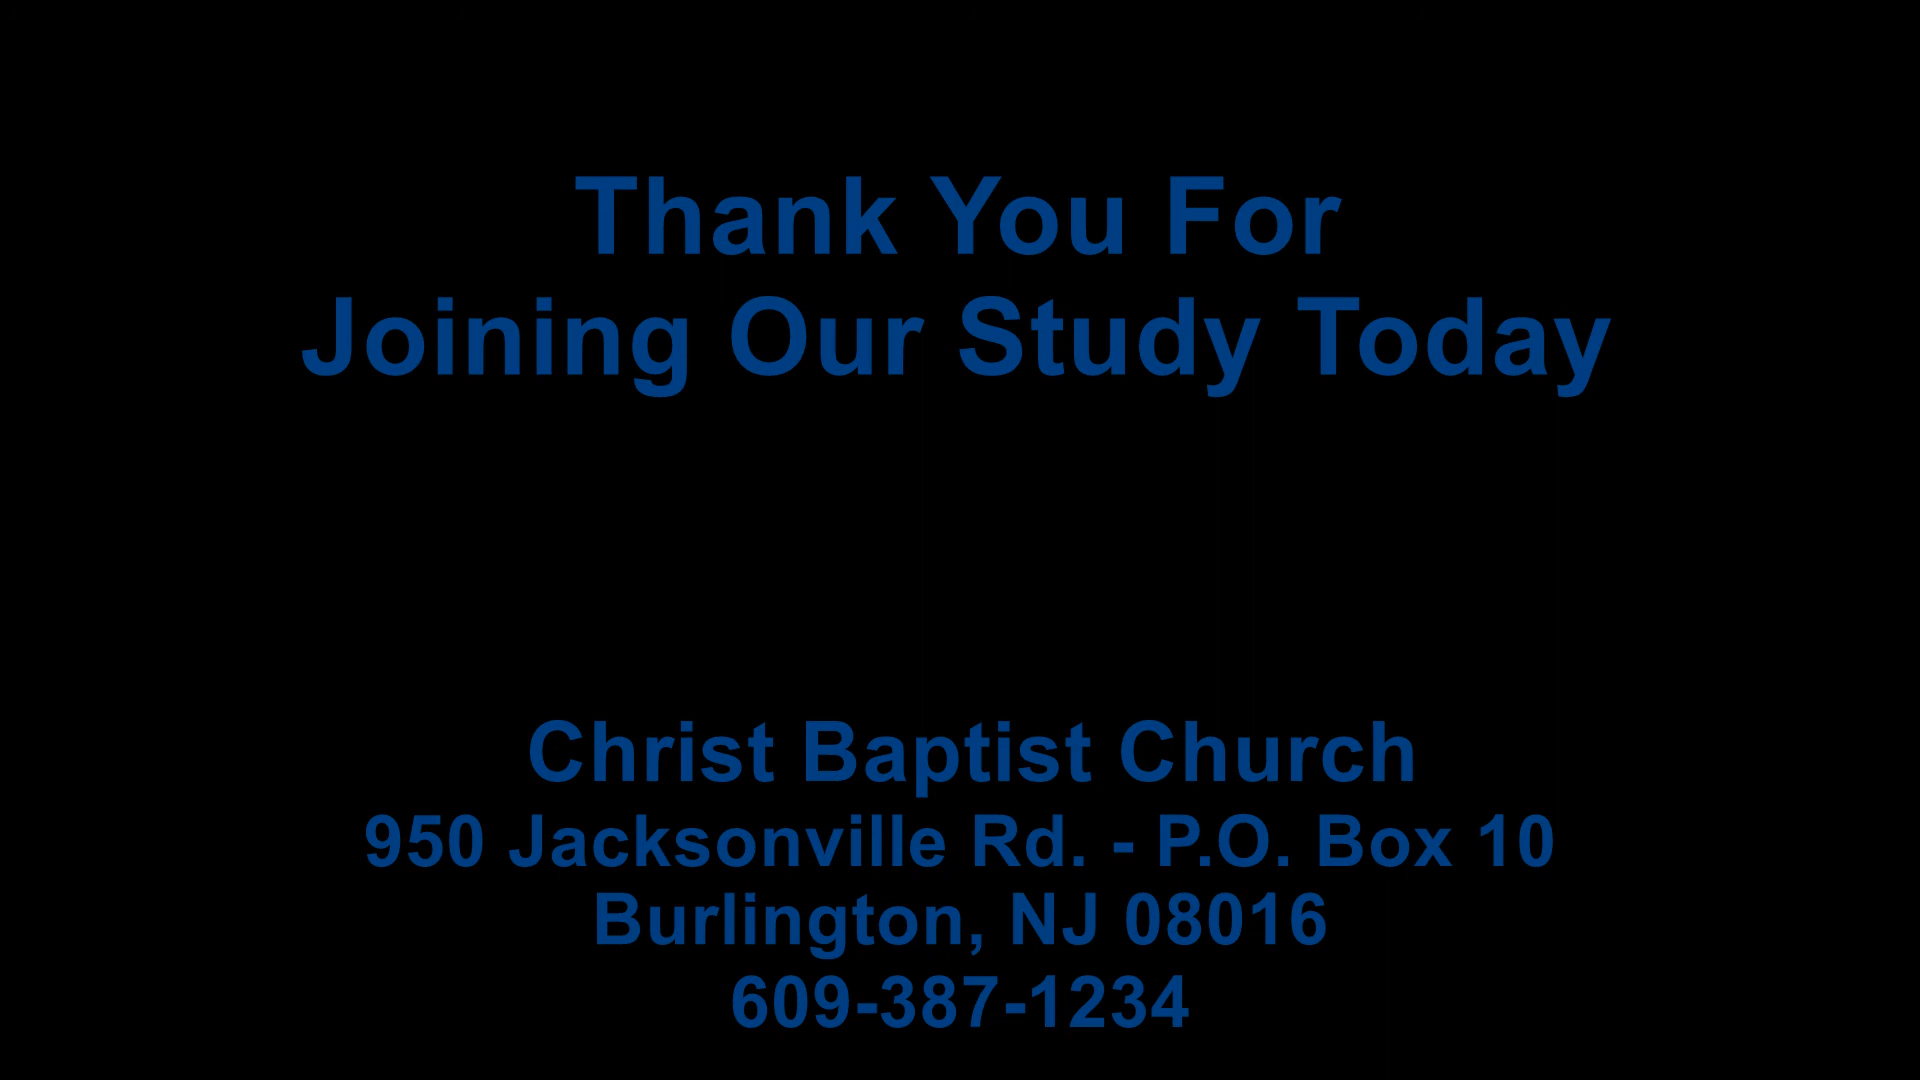 Thank You For
Joining Our Study Today
Christ Baptist Church
950 Jacksonville Rd. - P.O. Box 10
Burlington, NJ 08016
609-387-1234